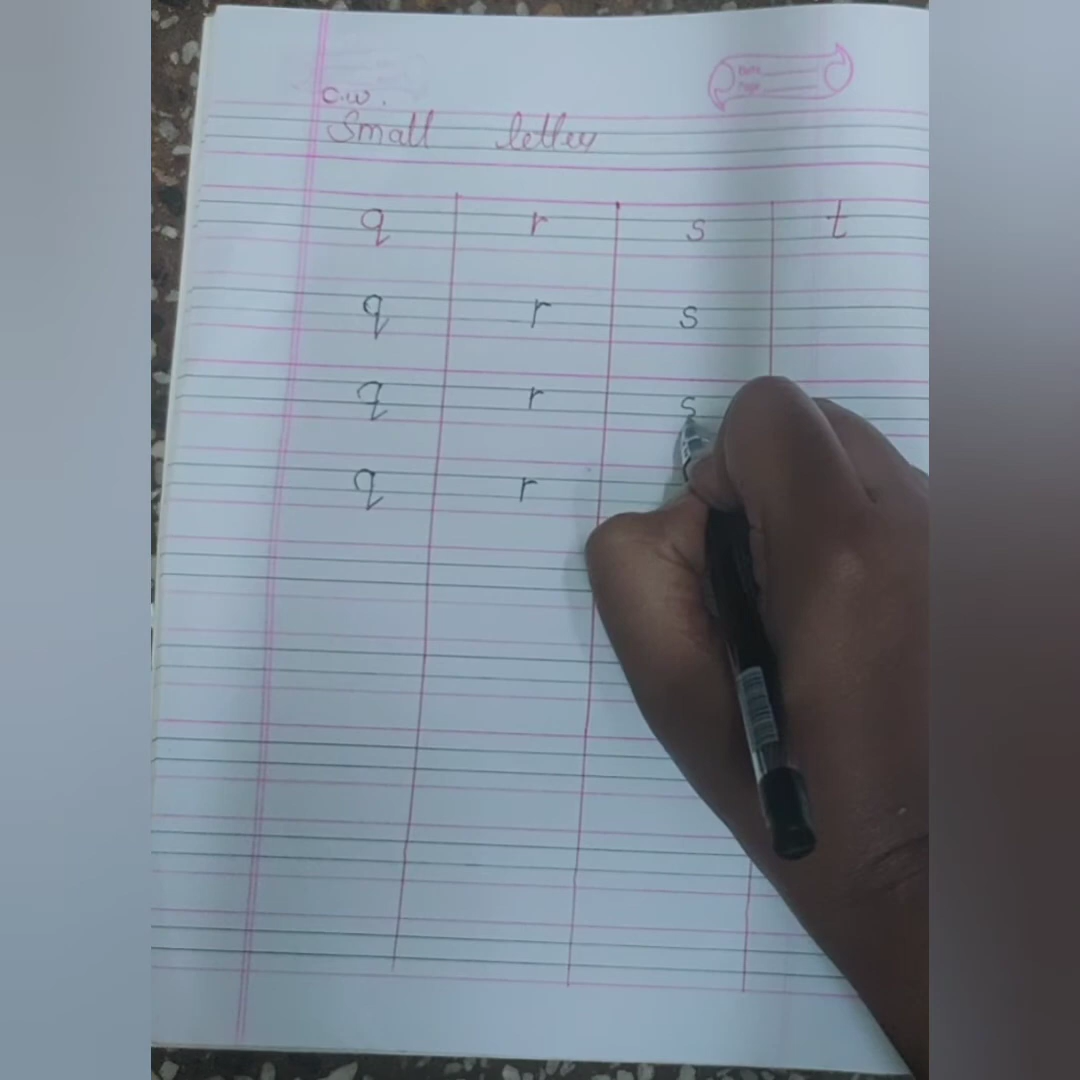 c.w.
Small letter
q r s t
q r s
q r s
q r